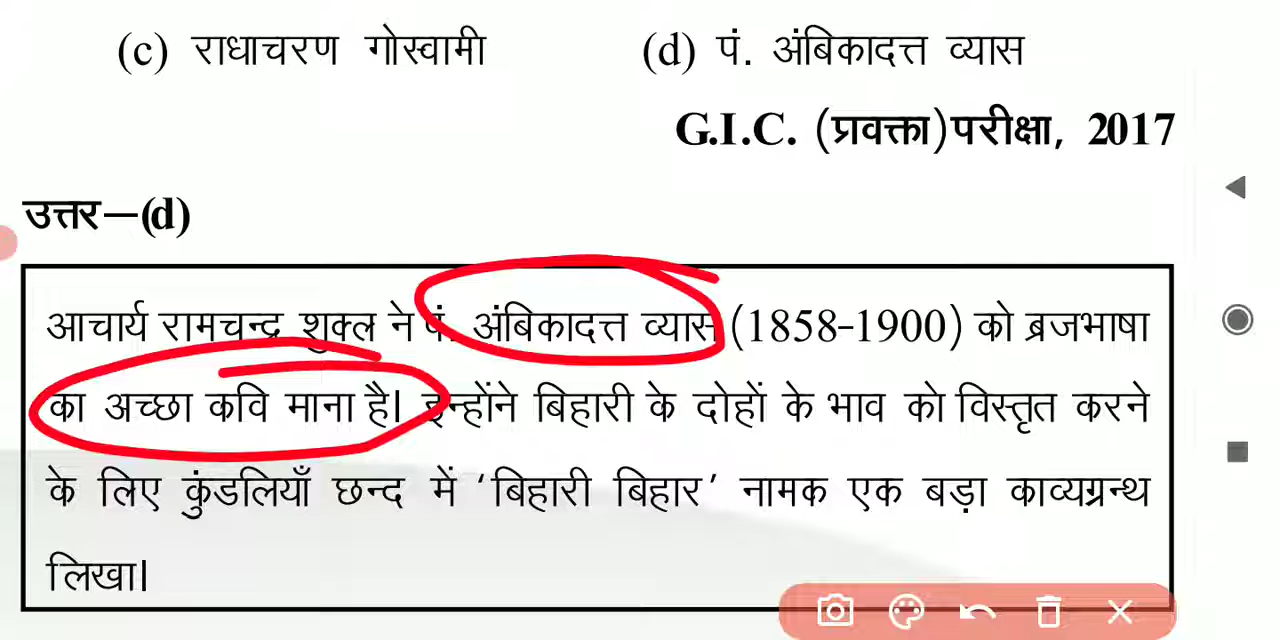 (c) राधाचरण गोस्वामी (d) पं. अंबिकादत्त व्यास
G.I.C. (प्रवक्ता)परीक्षा, 2017
उत्तर—(d)
आचार्य रामचन्द्र शुक्ल ने पं. अंबिकादत्त व्यास (1858-1900) को ब्रजभाषा
का अच्छा कवि माना है। इन्होंने बिहारी के दोहों के भाव को विस्तृत करने
के लिए कुंडलियाँ छन्द में ‘बिहारी बिहार’ नामक एक बड़ा काव्यग्रन्थ
लिखा।